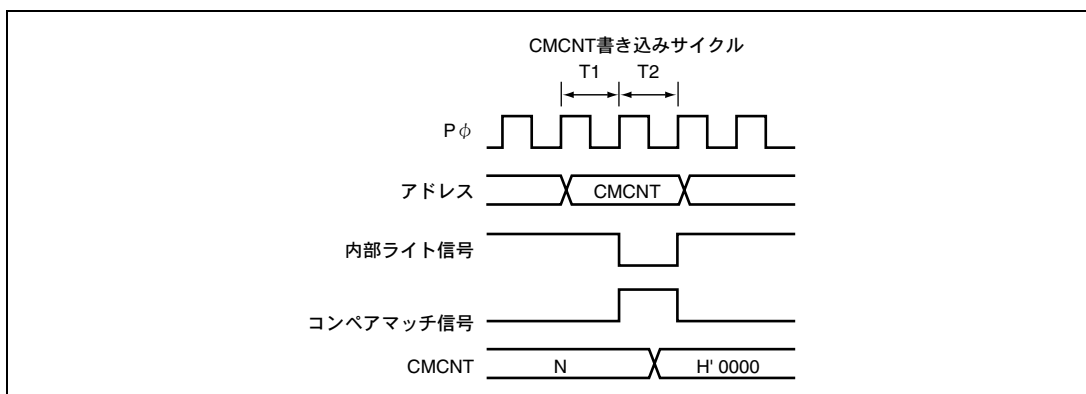 CMCNT書き込みサイクル
T1 T2
Pφ
アドレス CMCNT
内部ライト信号
コンペアマッチ信号
CMCNT N H' 0000